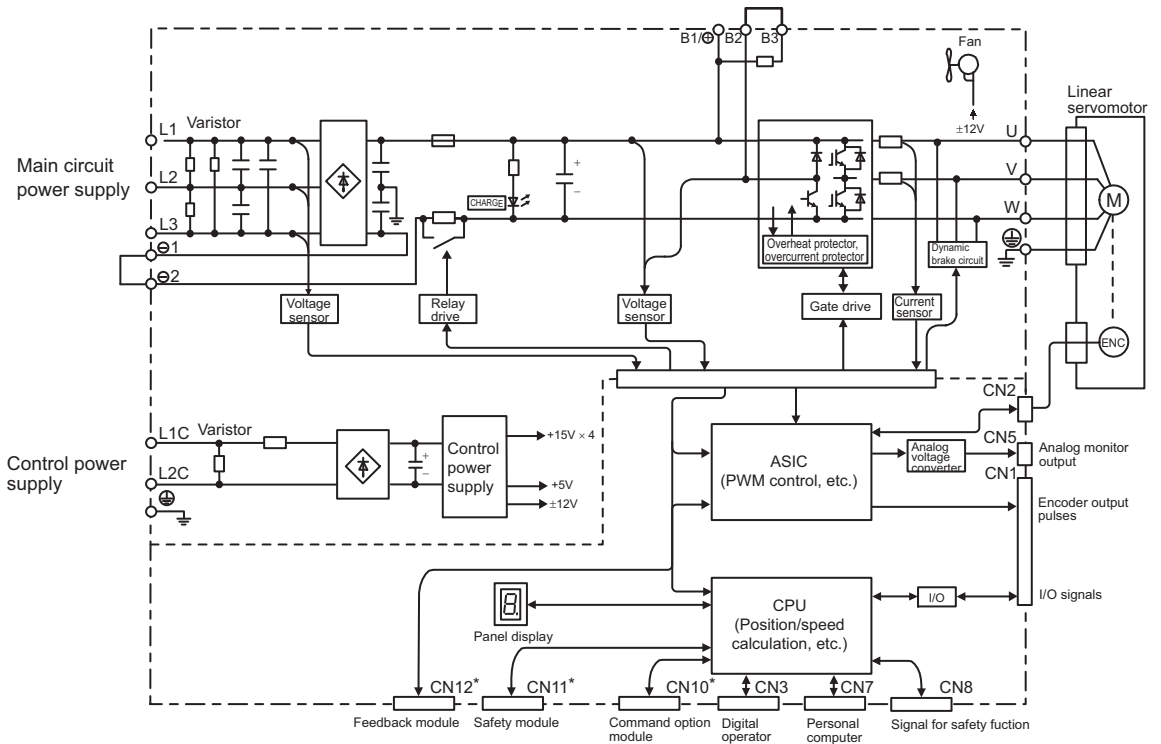 B1/⊕ B2 B3
Fan
±12V
Linear
servomotor
Main circuit
power supply
L1
Varistor
L2
L3
⊖1
⊖2
CHARGE
+
−
Overheat protector,
overcurrent protector
U
V
W
M
ENC
Dynamic
brake circuit
Voltage
sensor
Relay
drive
Voltage
sensor
Gate drive
Current
sensor
Control power
supply
L1C
Varistor
L2C
+
−
Control
power
supply
+15V × 4
+5V
±12V
ASIC
(PWM control, etc.)
Analog
voltage
converter
CN2
CN5
CN1
Analog monitor
output
Encoder output
pulses
I/O
I/O signals
8.
Panel display
CPU
(Position/speed
calculation, etc.)
CN12*
CN11*
CN10*
CN3
CN7
CN8
Feedback module
Safety module
Command option
module
Digital
operator
Personal
computer
Signal for safety fuction